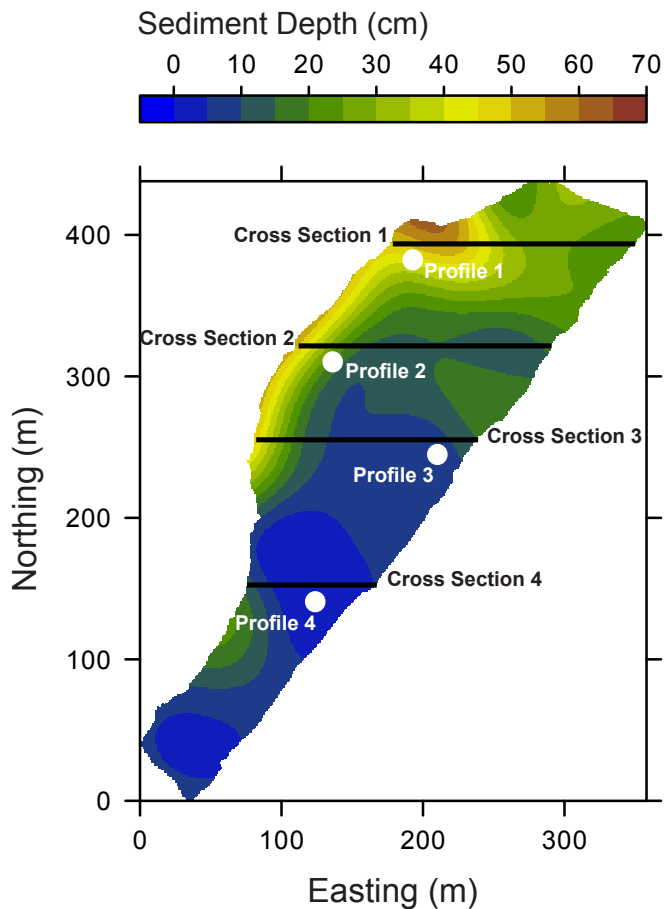 Sediment Depth (cm)
0 10 20 30 40 50 60 70
400
Cross Section 1
Profile 1
Cross Section 2
300
Profile 2
Cross Section 3
Profile 3
200
Cross Section 4
Profile 4
100
0
0 100 200 300
Northing (m)
Easting (m)